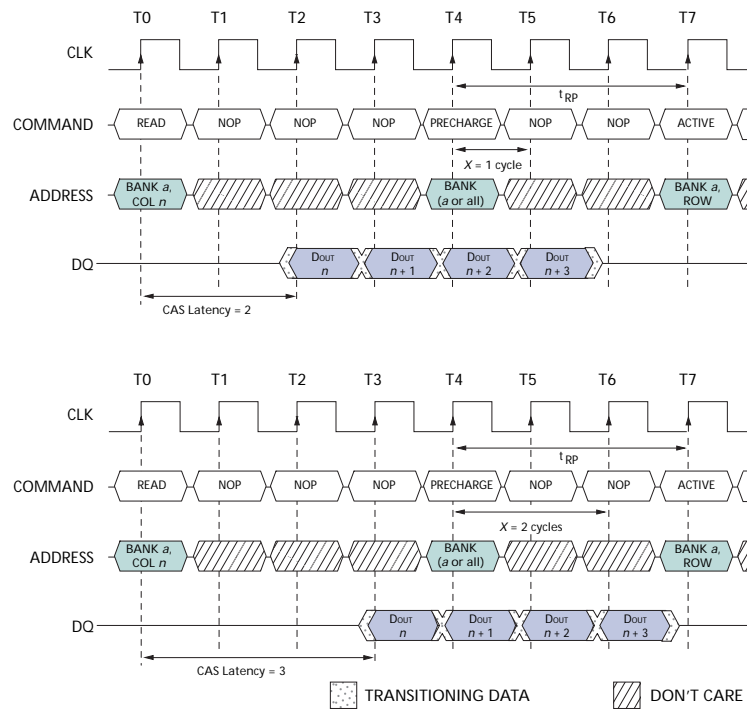 T0 T1 T2 T3 T4 T5 T6 T7
CLK
tRP
COMMAND READ NOP NOP NOP PRECHARGE NOP NOP ACTIVE
X = 1 cycle
ADDRESS BANK a, COL n BANK (a or all) BANK a, ROW
DQ DOUT n DOUT n + 1 DOUT n + 2 DOUT n + 3
CAS Latency = 2
T0 T1 T2 T3 T4 T5 T6 T7
CLK
tRP
COMMAND READ NOP NOP NOP PRECHARGE NOP NOP ACTIVE
X = 2 cycles
ADDRESS BANK a, COL n BANK (a or all) BANK a, ROW
DQ DOUT n DOUT n + 1 DOUT n + 2 DOUT n + 3
CAS Latency = 3
TRANSITIONING DATA DON'T CARE